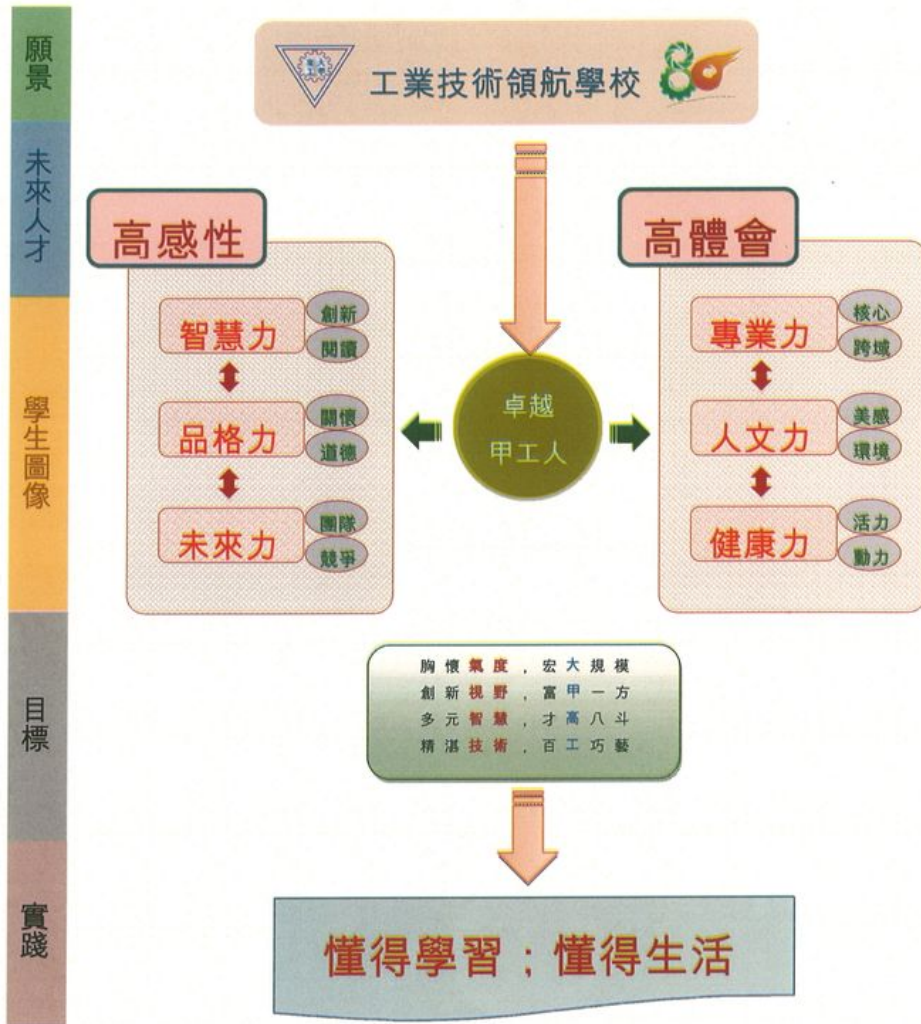 願景
工業技術領航學校
未來人才
高感性
高體會
學生圖像
智慧力
創新
閱讀
品格力
關懷
道德
未來力
團隊
競爭
卓越
甲工人
專業力
核心
跨域
人文力
美感
環境
健康力
活力
動力
目標
胸懷氣度，宏大規模
創新視野，富甲一方
多元智慧，才高八斗
精湛技術，百工巧藝
實踐
懂得學習；懂得生活